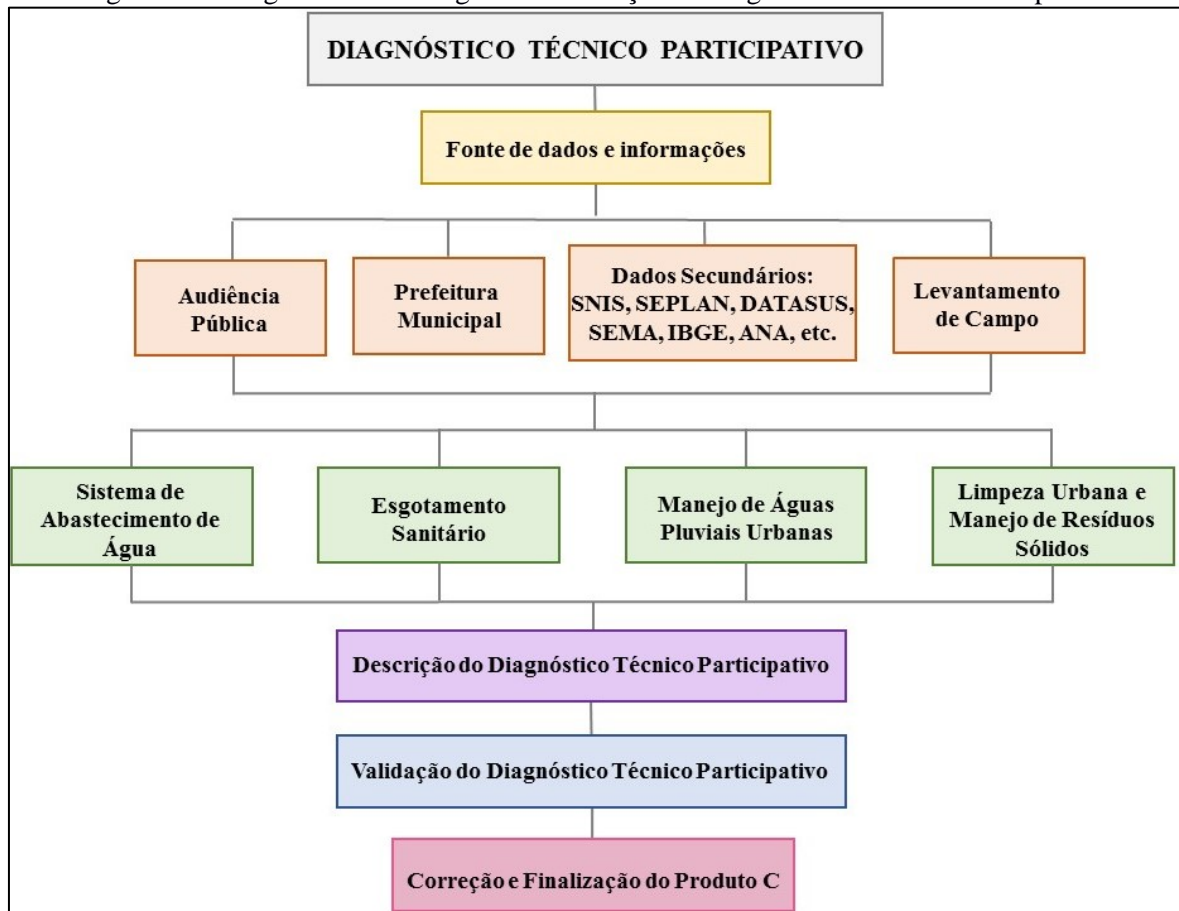 DIAGNÓSTICO TÉCNICO PARTICIPATIVO
Fonte de dados e informações
Audiência
Pública
Prefeitura
Municipal
Dados Secundários:
SNIS, SEPLAN, DATASUS,
SEMA, IBGE, ANA, etc.
Levantamento
de Campo
Sistema de
Abastecimento de
Água
Esgotamento
Sanitário
Manejo de Águas
Pluviais Urbanas
Limpeza Urbana e
Manejo de Resíduos
Sólidos
Descrição do Diagnóstico Técnico Participativo
Validação do Diagnóstico Técnico Participativo
Correção e Finalização do Produto C